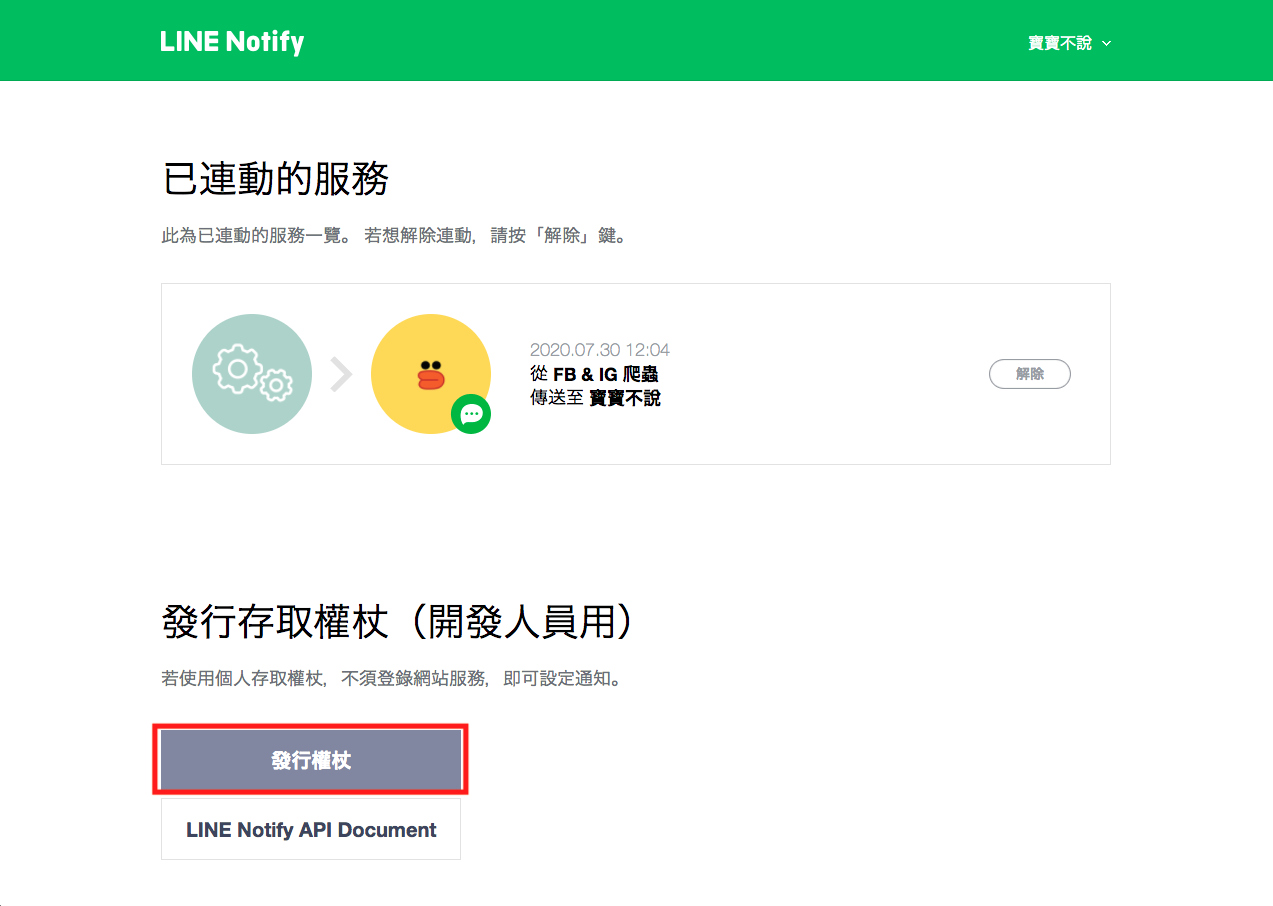 LINE Notify
寶寶不說
已連動的服務
此為已連動的服務一覽。 若想解除連動，請按「解除」鍵。
2020.07.30 12:04
從 FB & IG 爬蟲
傳送至 寶寶不說
解除
發行存取權杖（開發人員用）
若使用個人存取權杖，不須登錄網站服務，即可設定通知。
發行權杖
LINE Notify API Document